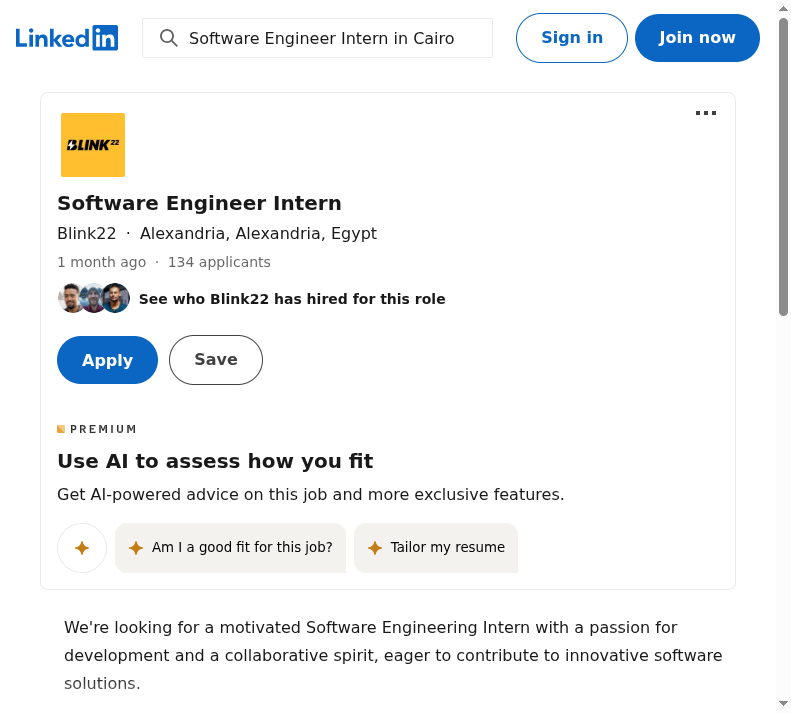 LinkedIn
Software Engineer Intern in Cairo
Sign in
Join now
BLINK22
Software Engineer Intern
Blink22 · Alexandria, Alexandria, Egypt
1 month ago · 134 applicants
See who Blink22 has hired for this role
Apply
Save
PREMIUM
Use AI to assess how you fit
Get AI-powered advice on this job and more exclusive features.
Am I a good fit for this job?
Tailor my resume
We're looking for a motivated Software Engineering Intern with a passion for
development and a collaborative spirit, eager to contribute to innovative software
solutions.